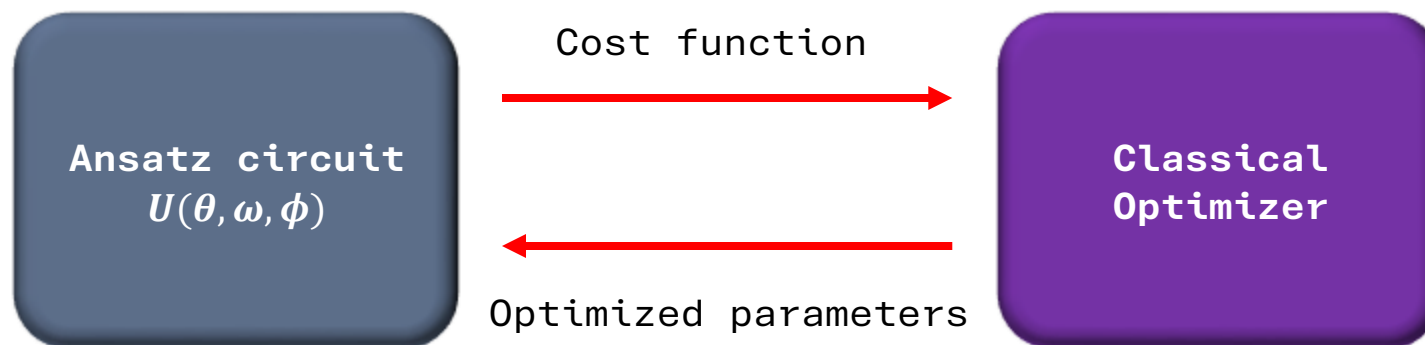 Cost function
Ansatz circuit
U(θ, ω, ϕ)
Classical
Optimizer
Optimized parameters